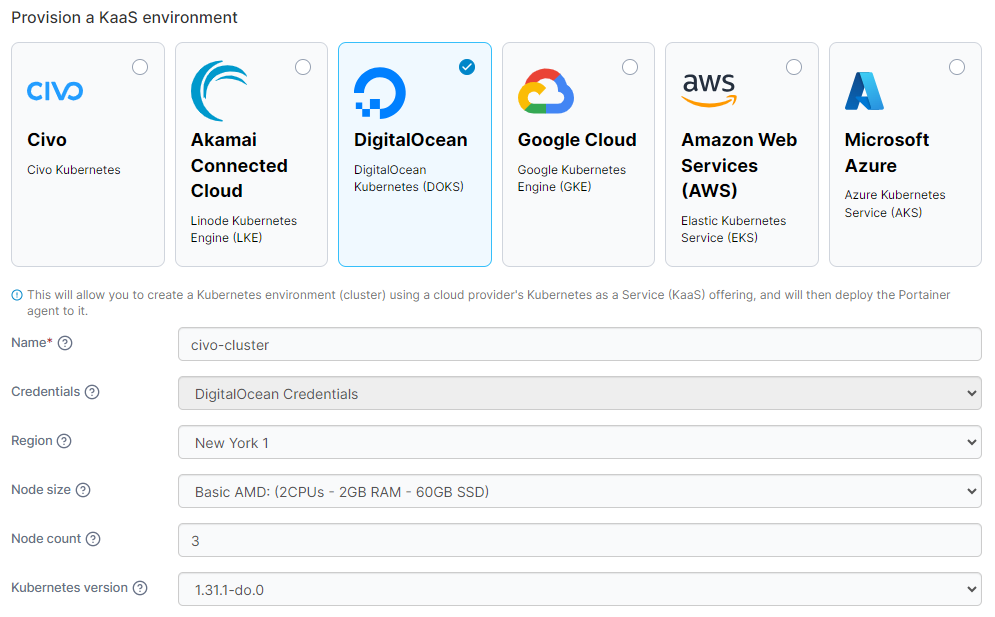 Provision a KaaS environment
CIVO
Civo
Civo Kubernetes
Akamai
Connected
Cloud
Linode Kubernetes
Engine (LKE)
DigitalOcean
DigitalOcean
Kubernetes (DOKS)
Google Cloud
Google Kubernetes
Engine (GKE)
aws
Amazon Web
Services
(AWS)
Elastic Kubernetes
Service (EKS)
Microsoft
Azure
Azure Kubernetes
Service (AKS)
This will allow you to create a Kubernetes environment (cluster) using a cloud provider's Kubernetes as a Service (KaaS) offering, and will then deploy the Portainer
agent to it.
Name*
civo-cluster
Credentials
DigitalOcean Credentials
Region
New York 1
Node size
Basic AMD: (2CPUs - 2GB RAM - 60GB SSD)
Node count
3
Kubernetes version
1.31.1-do.0